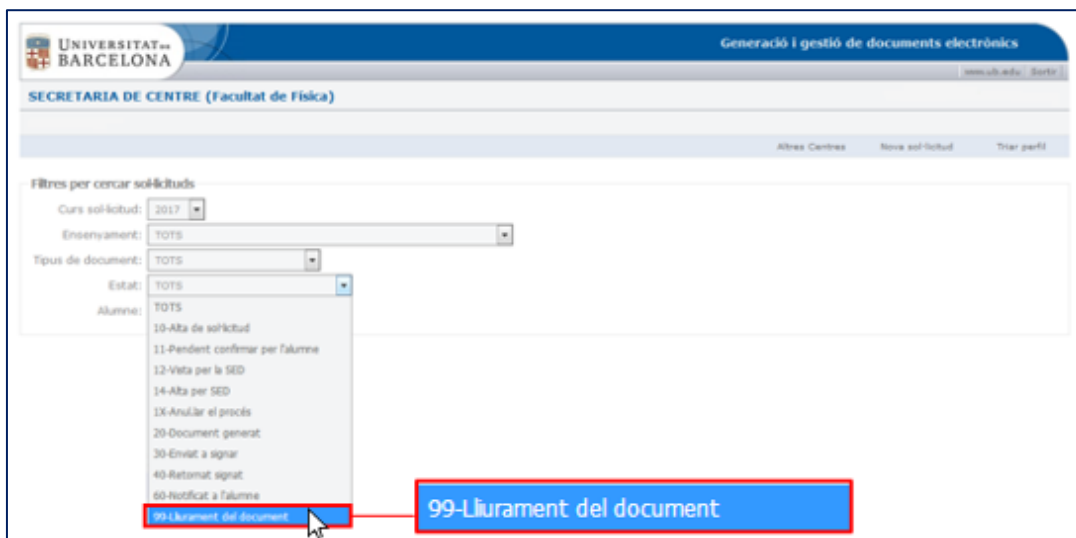 UNIVERSITAT DE
BARCELONA
Generació i gestió de documents electrònics
www.ub.edu Sortir
SECRETARIA DE CENTRE (Facultat de Física)
Altres Centres Nova sol·licitud Triar perfil
Filtres per cercar sol·licituds
Curs sol·licitud: 2017
Ensenyament: TOTS
Tipus de document: TOTS
Estat: TOTS
Alumne:
TOTS
10-Alta de sol·licitud
11-Pendent confirmar per l'alumne
12-Vista per la SED
14-Alta per SED
1X-Anul.lar el procés
20-Document generat
30-Enviat a signar
40-Retornat signat
60-Notificat a l'alumne
99-Lliurament del document
99-Lliurament del document